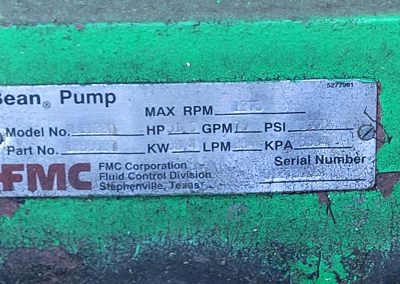 5277981
Bean® Pump
MAX RPM
Model No. HP GPM PSI
Part No. KW LPM KPA
Serial Number
FMC
FMC Corporation
Fluid Control Division
Stephenville, Texas